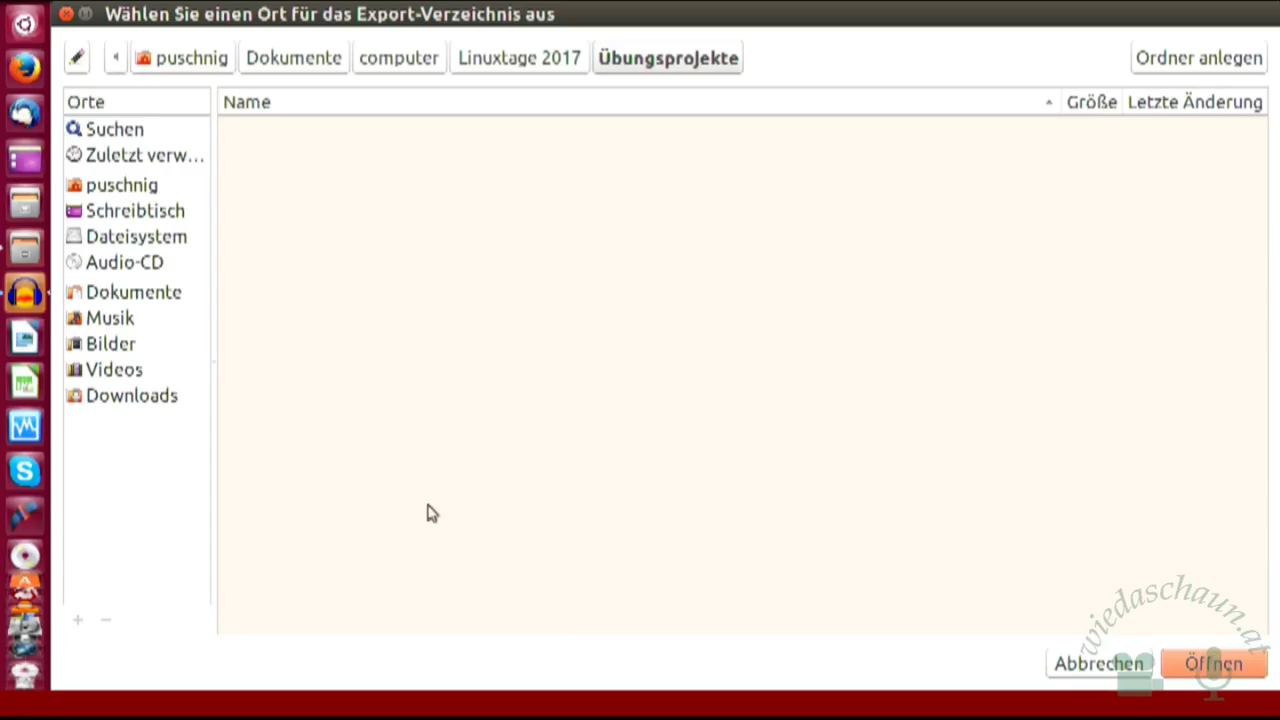 Wählen Sie einen Ort für das Export-Verzeichnis aus
puschnig Dokumente computer Linuxtage 2017 Übungsprojekte Ordner anlegen
Orte Name Größe Letzte Änderung
Suchen
Zuletzt verw...
puschnig
Schreibtisch
Dateisystem
Audio-CD
Dokumente
Musik
Bilder
Videos
Downloads
wiedaschaun.at
Abbrechen Öffnen